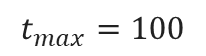 t_max = 100